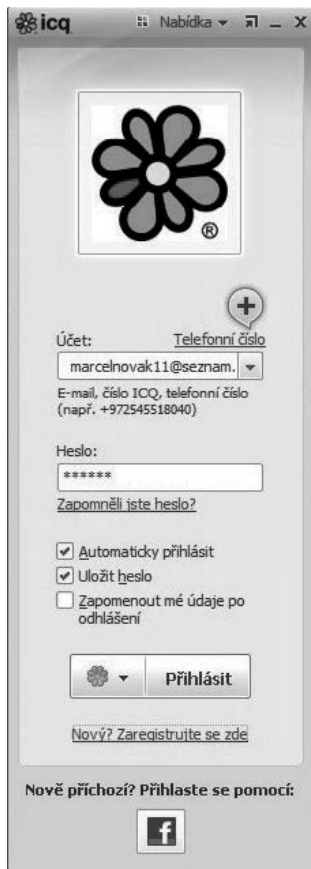 icq Nabídka
®
Účet: Telefonní číslo
marcelnovak11@seznam.
E-mail, číslo ICQ, telefonní číslo
(např. +972545518040)
Heslo:
******
Zapomněli jste heslo?
Automaticky přihlásit
Uložit heslo
Zapomenout mé údaje po
odhlášení
Přihlásit
Nový? Zaregistrujte se zde
Nově příchozí? Přihlaste se pomocí:
f